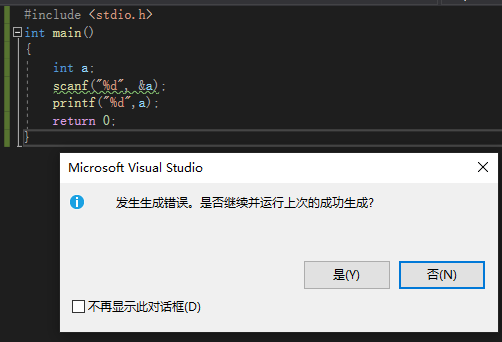 #include <stdio.h>
int main()
{
int a;
scanf("%d", &a);
printf("%d",a);
return 0;
}
Microsoft Visual Studio
发生生成错误。是否继续并运行上次的成功生成?
是(Y)
否(N)
不再显示此对话框(D)